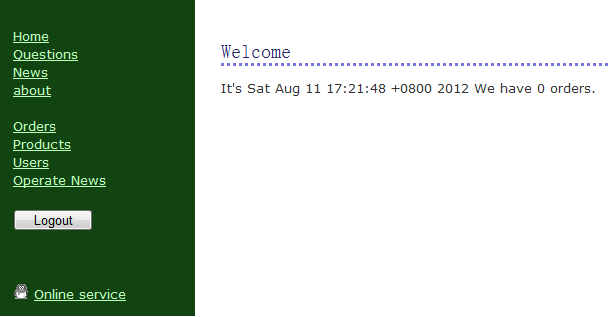 Home
Questions
News
about
Orders
Products
Users
Operate News
Logout
Online service
Welcome
It's Sat Aug 11 17:21:48 +0800 2012 We have 0 orders.